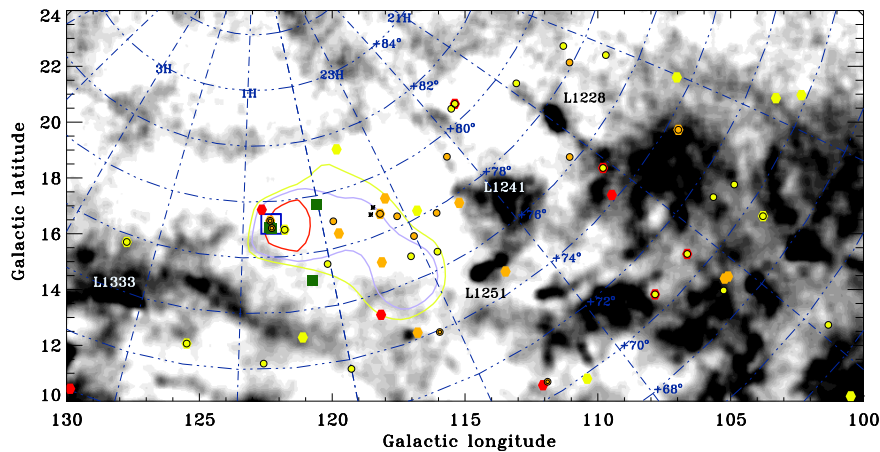 24
22
20
18
16
14
12
10
130
125
120
115
110
105
100
Galactic latitude
Galactic longitude
21H
23H
1H
3H
+84°
+82°
+80°
+78°
+76°
+74°
+72°
+70°
+68°
L1228
L1241
L1251
L1333